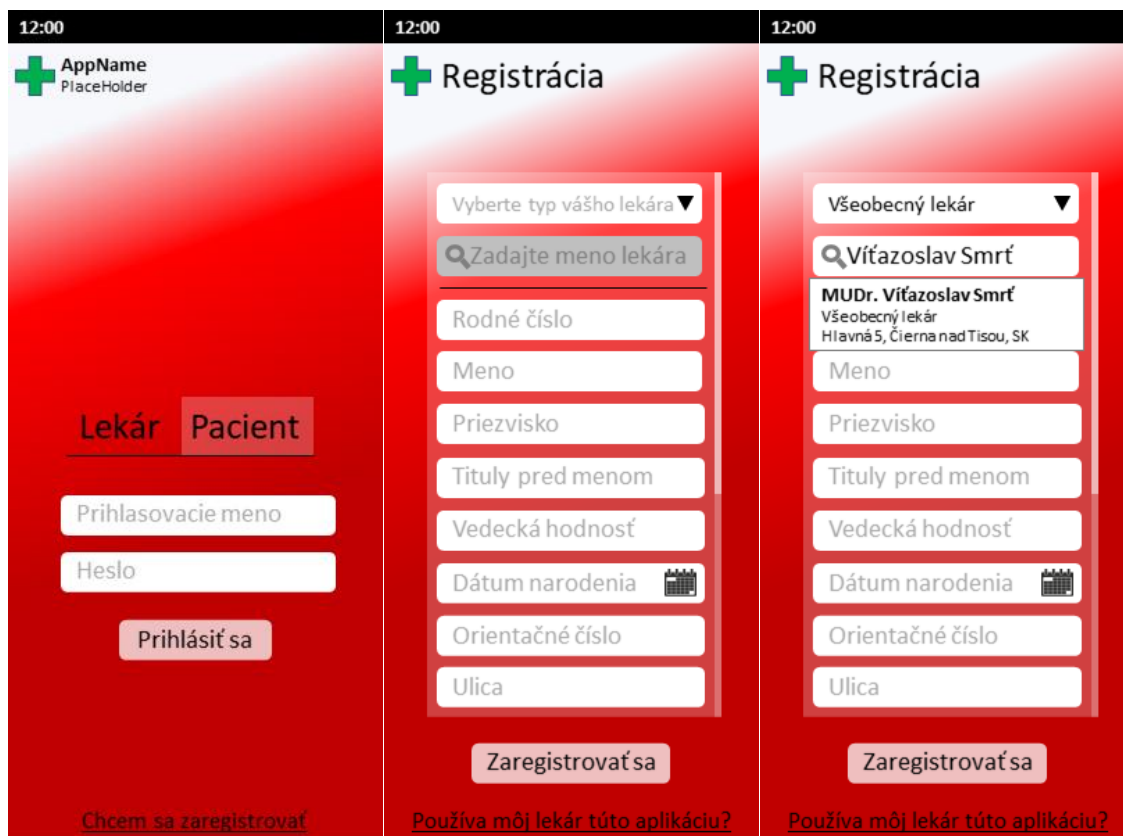 12:00
AppName
PlaceHolder
Lekár Pacient
Prihlasovacie meno
Heslo
Prihlásiť sa
Chcem sa zaregistrovať
12:00
Registrácia
Vyberte typ vášho lekára
Zadajte meno lekára
Rodné číslo
Meno
Priezvisko
Tituly pred menom
Vedecká hodnosť
Dátum narodenia
Orientačné číslo
Ulica
Zaregistrovať sa
Používa môj lekár túto aplikáciu?
12:00
Registrácia
Všeobecný lekár
Víťazoslav Smrť
MUDr. Víťazoslav Smrť
Všeobecný lekár
Hlavná 5, Čierna nad Tisou, SK
Meno
Priezvisko
Tituly pred menom
Vedecká hodnosť
Dátum narodenia
Orientačné číslo
Ulica
Zaregistrovať sa
Používa môj lekár túto aplikáciu?